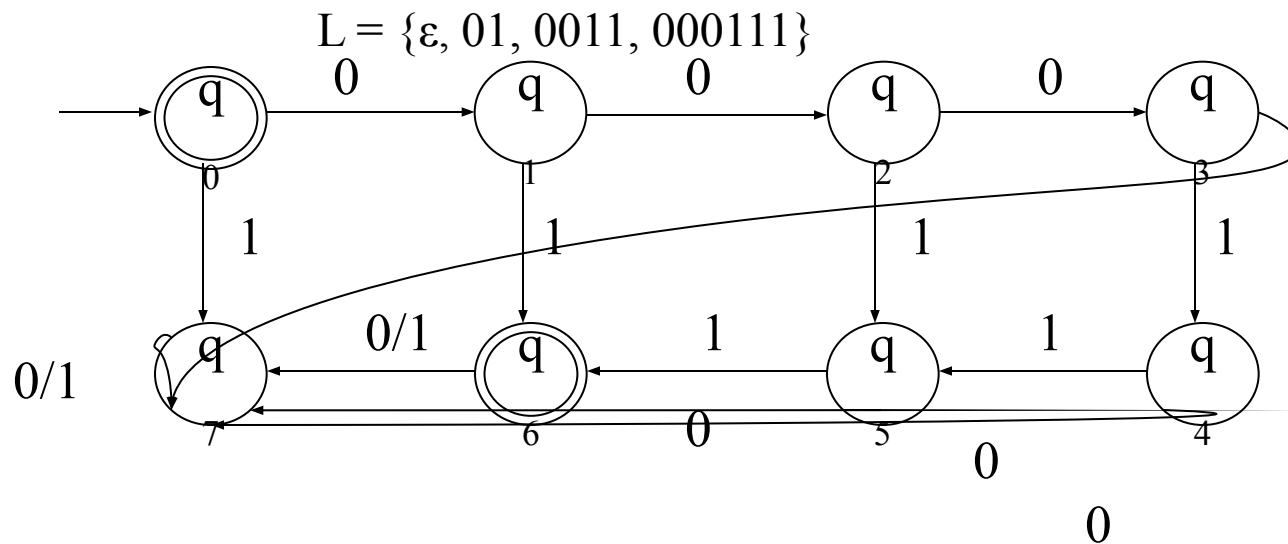 L = {ε, 01, 0011, 000111}
q 0 q 0 q 0 q
0 1 2 3
1 1 1 1
q 0/1 q 1 q 1 q
0/1
7 6 0 5 4
0
0